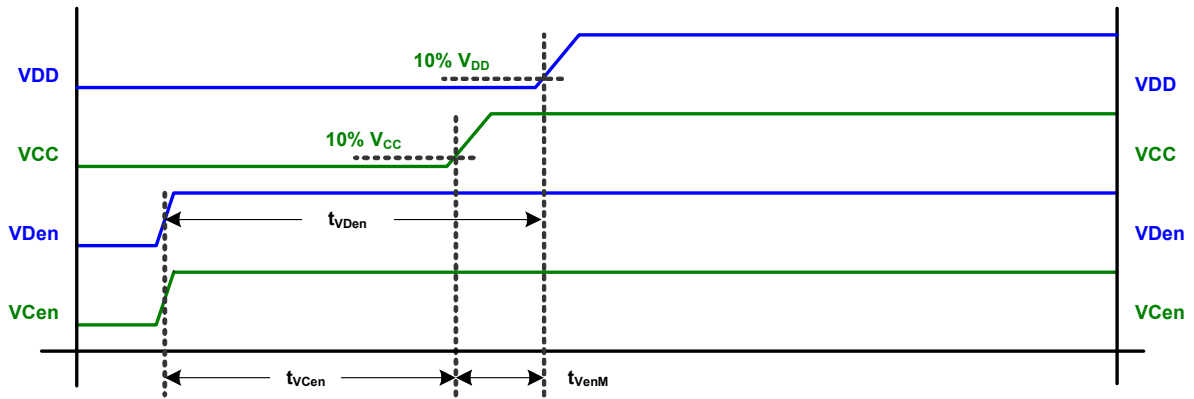 10% VDD
VDD
VDD
10% VCC
VCC
VCC
tVDen
VDen
VDen
VCen
VCen
tVCen
tVenM